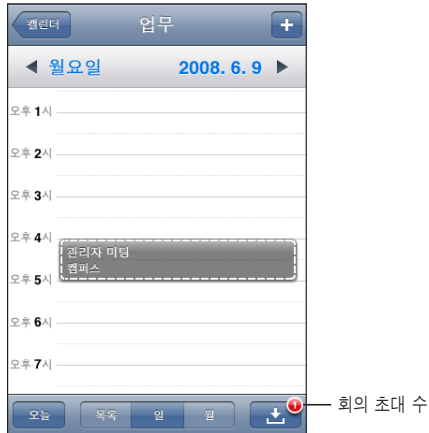 캘린더 업무 +
월요일 2008. 6. 9
오후 1시
오후 2시
오후 3시
오후 4시
관리자 미팅
캠퍼스
오후 5시
오후 6시
오후 7시
오늘 목록 일 월 1
회의 초대 수